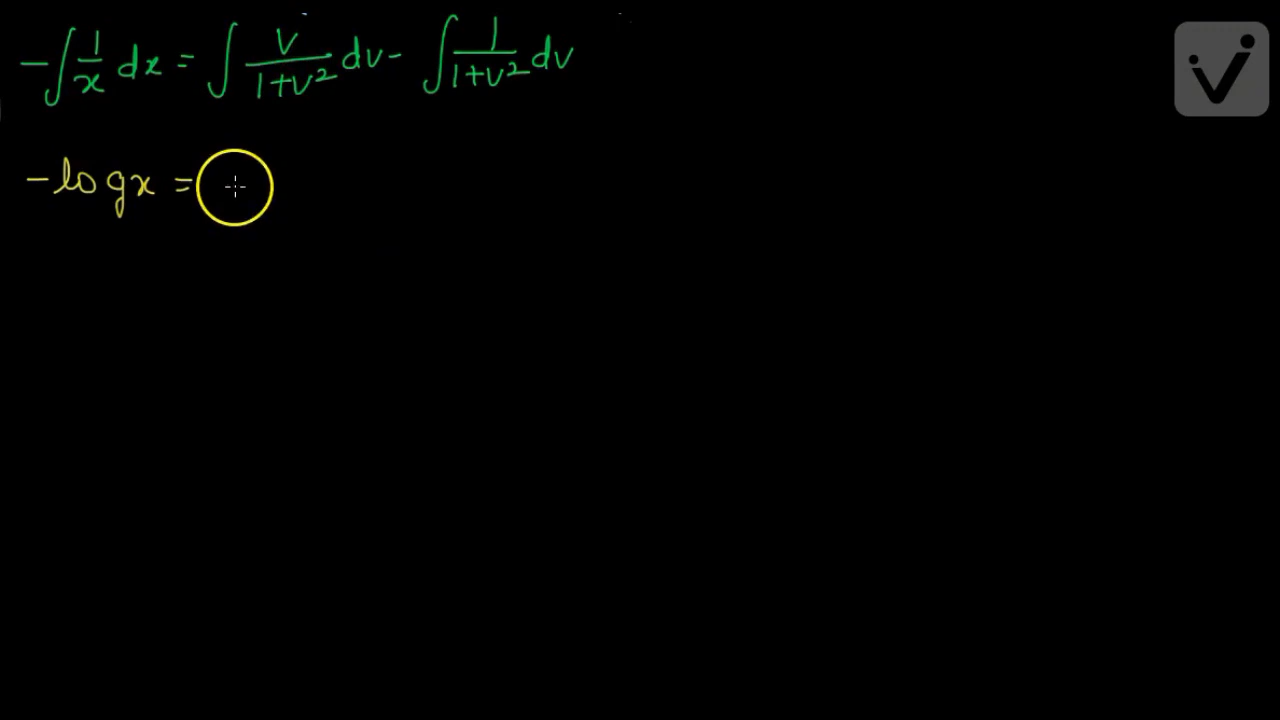 -∫ 1/x dx = ∫ v/(1+v²) dv - ∫ 1/(1+v²) dv
-log x =